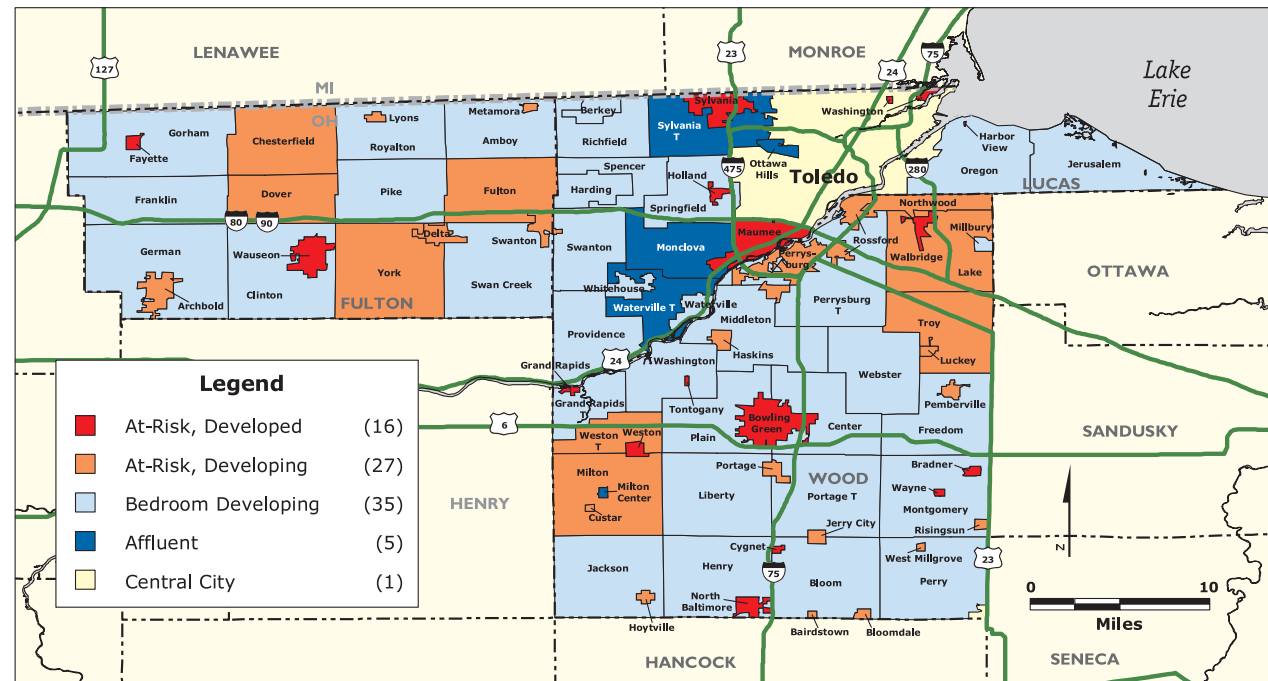 LENAWEE
MONROE
127
23
24
75
Lake
Erie
MI
OH
Gorham
Fayette
Chesterfield
Lyons
Royalton
Metamora
Amboy
Berkey
Richfield
Sylvania
Sylvania
T
Washington
Ottawa
Hills
Toledo
Harbor
View
Oregon
Jerusalem
LUCAS
Franklin
Dover
Pike
Fulton
Spencer
Harding
Holland
Springfield
475
280
80
90
German
Wauseon
Clinton
Archbold
York
FULTON
Delta
Swanton
Swan Creek
Swanton
Monclova
Maumee
Perrys-
burg
Rossford
Northwood
Walbridge
Millbury
Lake
OTTAWA
Whitehouse
Waterville T
Waterville
Providence
Middleton
Perrysburg
T
Troy
Luckey
24
Washington
Haskins
Webster
Grand Rapids
Grand Rapids
T
Tontogany
Pemberville
Legend
At-Risk, Developed (16)
At-Risk, Developing (27)
Bedroom Developing (35)
Affluent (5)
Central City (1)
6
Weston
T
Weston
Plain
Bowling
Green
Center
Freedom
SANDUSKY
HENRY
Milton
Milton
Center
Custar
Liberty
Portage
WOOD
Portage T
Bradner
Wayne
Montgomery
Risingsun
Jerry City
N
Jackson
Hoytville
Henry
Cygnet
75
North
Baltimore
Bloom
Bairdstown
Bloomdale
West Millgrove
Perry
23
0 10
Miles
HANCOCK
SENECA